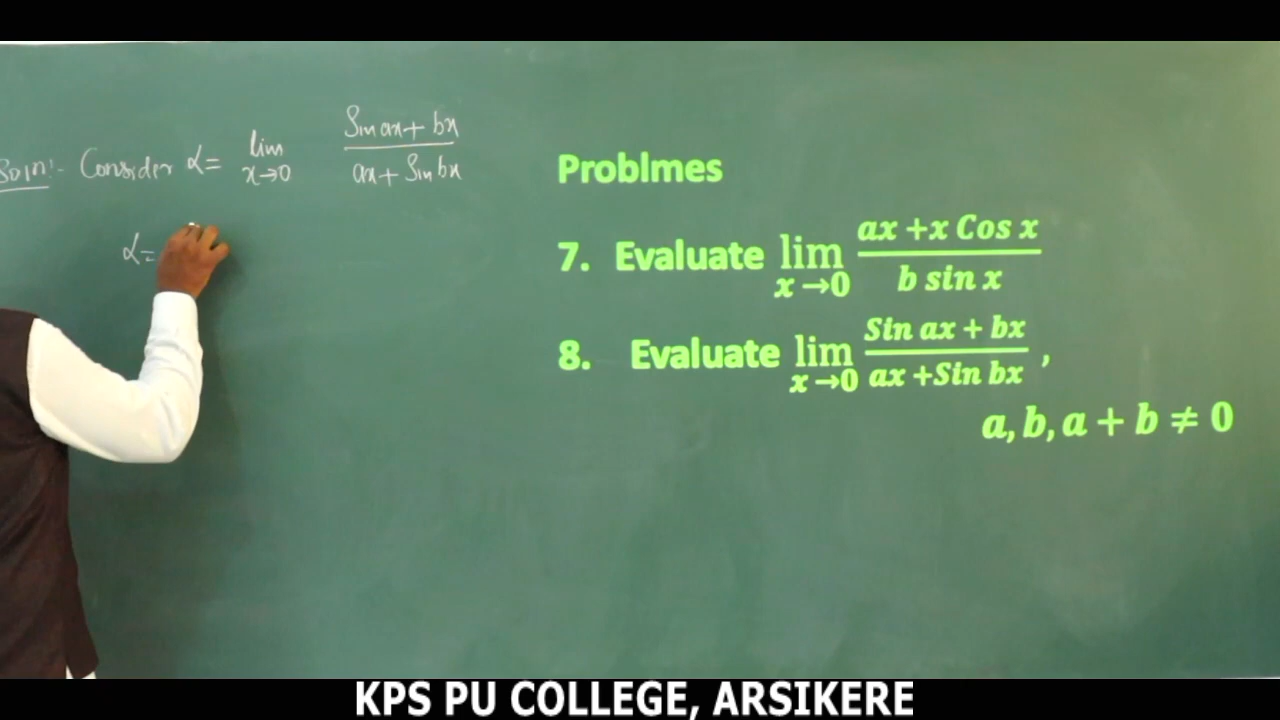 Soln:- Consider α = lim x→0 Sin ax + bx / ax + Sin bx
α =
Problmes
7. Evaluate lim x→0 ax +x Cos x / b sin x
8. Evaluate lim x→0 Sin ax + bx / ax +Sin bx ,
a, b, a + b ≠ 0
KPS PU COLLEGE, ARSIKERE